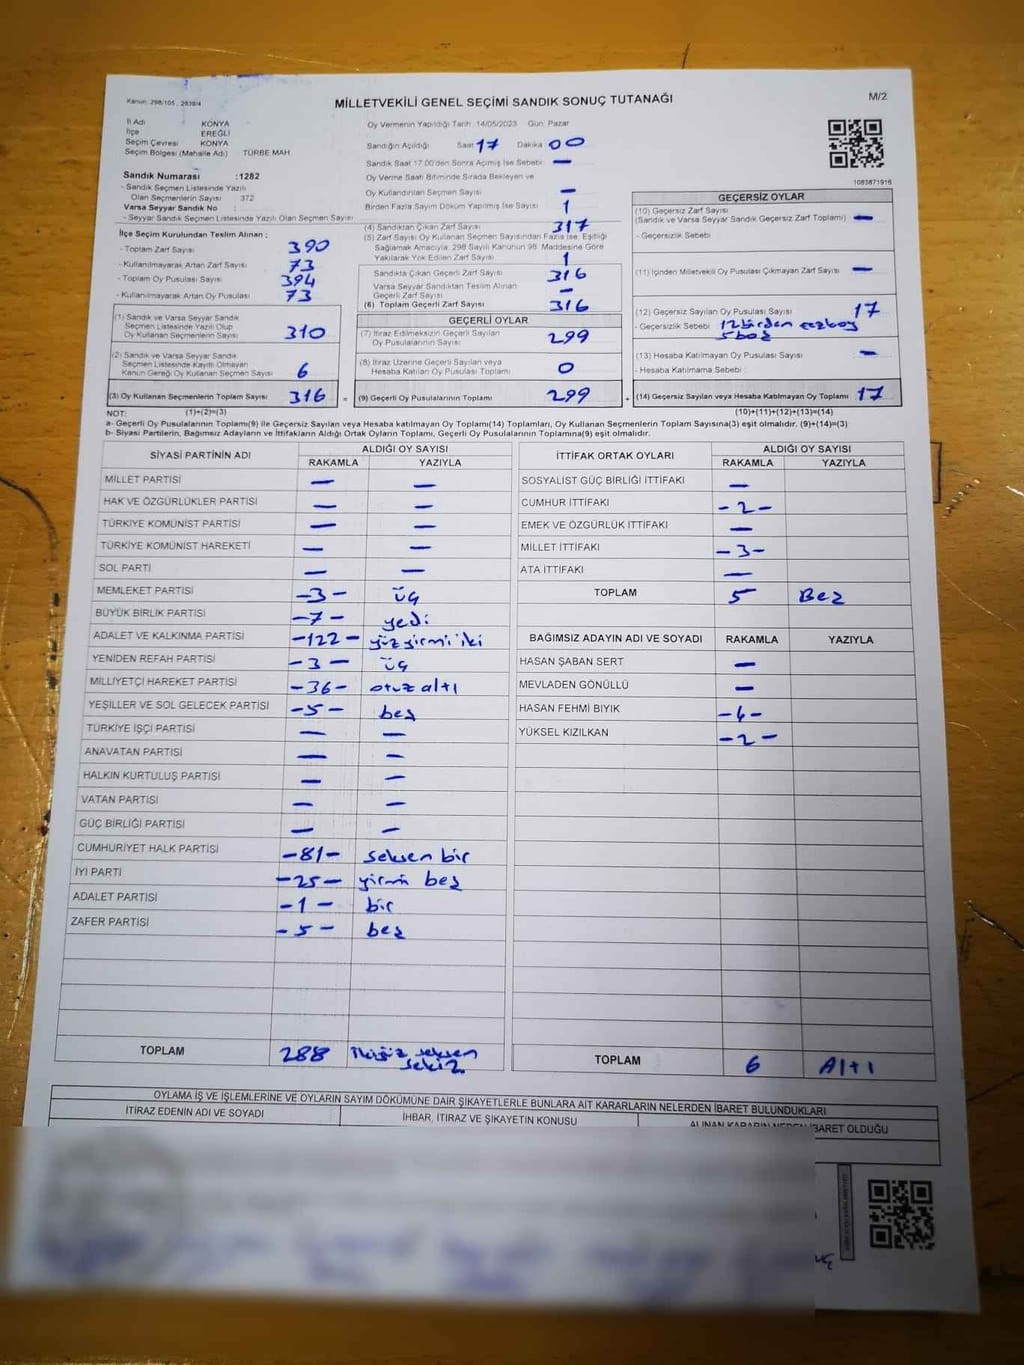 Kanun: 298/105 , 2839/4
MİLLETVEKİLİ GENEL SEÇİMİ SANDIK SONUÇ TUTANAĞI
M/2
İl Adı KONYA
İlçe EREĞLİ
Seçim Çevresi KONYA
Seçim Bölgesi (Mahalle Adı) TÜRBE MAH.
Sandık Numarası :1282
- Sandık Seçmen Listesinde Yazılı
Olan Seçmenlerin Sayısı 372
Varsa Seyyar Sandık No :
- Seyyar Sandık Seçmen Listesinde Yazılı Olan Seçmen Sayısı
İlçe Seçim Kurulundan Teslim Alınan ;
- Toplam Zarf Sayısı 390
- Kullanılmayarak Artan Zarf Sayısı 73
- Toplam Oy Pusulası Sayısı 394
- Kullanılmayarak Artan Oy Pusulası 73
(1) Sandık ve Varsa Seyyar Sandık
Seçmen Listesinde Yazılı Olup
Oy Kullanan Seçmenlerin Sayısı 310
(2) Sandık ve Varsa Seyyar Sandık
Seçmen Listesinde Kayıtlı Olmayan
Kanun Gereği Oy Kullanan Seçmen Sayısı 6
(3) Oy Kullanan Seçmenlerin Toplam Sayısı 316 =
Oy Vermenin Yapıldığı Tarih: 14/05/2023 Gün: Pazar
Sandığın Açıldığı Saat 17 Dakika 00
Sandık Saat 17.00'den Sonra Açılmış İse Sebebi —
Oy Verme Saati Bitiminde Sırada Bekleyen ve
Oy Kullandırılan Seçmen Sayısı —
Birden Fazla Sayım Döküm Yapılmış İse Sayısı 1
(4) Sandıktan Çıkan Zarf Sayısı 317
(5) Zarf Sayısı Oy Kullanan Seçmen Sayısından Fazla İse, Eşitliği
Sağlamak Amacıyla; 298 Sayılı Kanunun 98. Maddesine Göre
Yakılarak Yok Edilen Zarf Sayısı 1
Sandıkta Çıkan Geçerli Zarf Sayısı 316
Varsa Seyyar Sandıktan Teslim Alınan
Geçerli Zarf Sayısı —
(6) Toplam Geçerli Zarf Sayısı 316
GEÇERLİ OYLAR
(7) İtiraz Edilmeksizin Geçerli Sayılan
Oy Pusulalarının Sayısı 299
(8) İtiraz Üzerine Geçerli Sayılan veya
Hesaba Katılan Oy Pusulası Toplamı 0
(9) Geçerli Oy Pusulalarının Toplamı 299 +
1083871916
GEÇERSİZ OYLAR
(10) Geçersiz Zarf Sayısı
(Sandık ve Varsa Seyyar Sandık Geçersiz Zarf Toplamı) —
- Geçersizlik Sebebi
(11) İçinden Milletvekili Oy Pusulası Çıkmayan Zarf Sayısı —
(12) Geçersiz Sayılan Oy Pusulası Sayısı 17
- Geçersizlik Sebebi 12 birden
5 boş
(13) Hesaba Katılmayan Oy Pusulası Sayısı —
- Hesaba Katılmama Sebebi :
(14) Geçersiz Sayılan veya Hesaba Katılmayan Oy Toplamı 17
NOT: (1)+(2)=(3) (10)+(11)+(12)+(13)=(14)
a- Geçerli Oy Pusulalarının Toplamı(9) ile Geçersiz Sayılan veya Hesaba katılmayan Oy Toplamı(14) Toplamları, Oy Kullanan Seçmenlerin Toplam Sayısına(3) eşit olmalıdır. (9)+(14)=(3)
b- Siyasi Partilerin, Bağımsız Adayların ve İttifakların Aldığı Ortak Oyların Toplamı, Geçerli Oy Pusulalarının Toplamına(9) eşit olmalıdır.
SİYASİ PARTİNİN ADI ALDIĞI OY SAYISI
RAKAMLA YAZIYLA
MİLLET PARTİSİ — —
HAK VE ÖZGÜRLÜKLER PARTİSİ — —
TÜRKİYE KOMÜNİST PARTİSİ — —
TÜRKİYE KOMÜNİST HAREKETİ — —
SOL PARTİ — —
MEMLEKET PARTİSİ -3- üç
BÜYÜK BİRLİK PARTİSİ -7- yedi
ADALET VE KALKINMA PARTİSİ -122- yüzyirmi iki
YENİDEN REFAH PARTİSİ -3- üç
MİLLİYETÇİ HAREKET PARTİSİ -36- otuz altı
YEŞİLLER VE SOL GELECEK PARTİSİ -5- beş
TÜRKİYE İŞÇİ PARTİSİ — —
ANAVATAN PARTİSİ — —
HALKIN KURTULUŞ PARTİSİ — —
VATAN PARTİSİ — —
GÜÇ BİRLİĞİ PARTİSİ — —
CUMHURİYET HALK PARTİSİ -81- seksen bir
İYİ PARTİ -25- yirmi beş
ADALET PARTİSİ -1- bir
ZAFER PARTİSİ -5- beş
TOPLAM 288 ikiyüz seksen
sekiz
İTTİFAK ORTAK OYLARI ALDIĞI OY SAYISI
RAKAMLA YAZIYLA
SOSYALİST GÜÇ BİRLİĞİ İTTİFAKI —
CUMHUR İTTİFAKI -2-
EMEK VE ÖZGÜRLÜK İTTİFAKI —
MİLLET İTTİFAKI -3-
ATA İTTİFAKI —
TOPLAM 5 Beş
BAĞIMSIZ ADAYIN ADI VE SOYADI RAKAMLA YAZIYLA
HASAN ŞABAN SERT —
MEVLADEN GÖNÜLLÜ —
HASAN FEHMİ BIYIK -4-
YÜKSEL KIZILKAN -2-
TOPLAM 6 Altı
OYLAMA İŞ VE İŞLEMLERİNE VE OYLARIN SAYIM DÖKÜMÜNE DAİR ŞİKAYETLERLE BUNLARA AİT KARARLARIN NELERDEN İBARET BULUNDUKLARI
İTİRAZ EDENİN ADI VE SOYADI İHBAR, İTİRAZ VE ŞİKAYETİN KONUSU ALINAN KARARIN NEDEN İBARET OLDUĞU